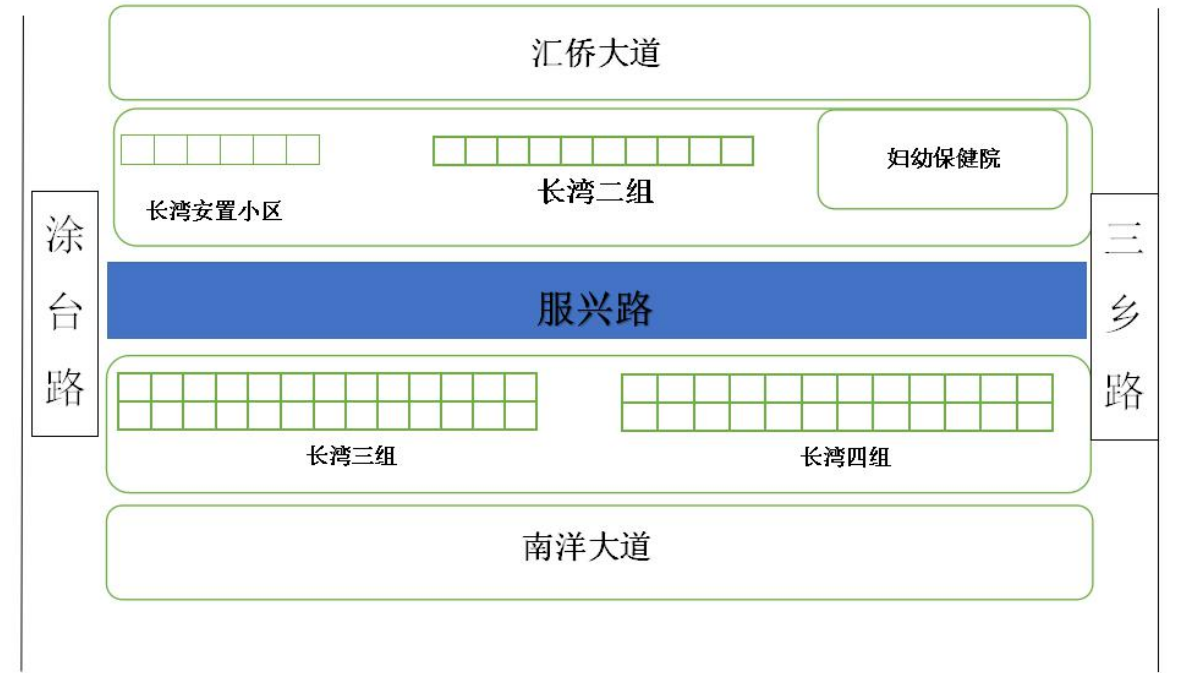 汇侨大道
妇幼保健院
长湾二组
长湾安置小区
涂台路
服兴路
三乡路
长湾三组
长湾四组
南洋大道